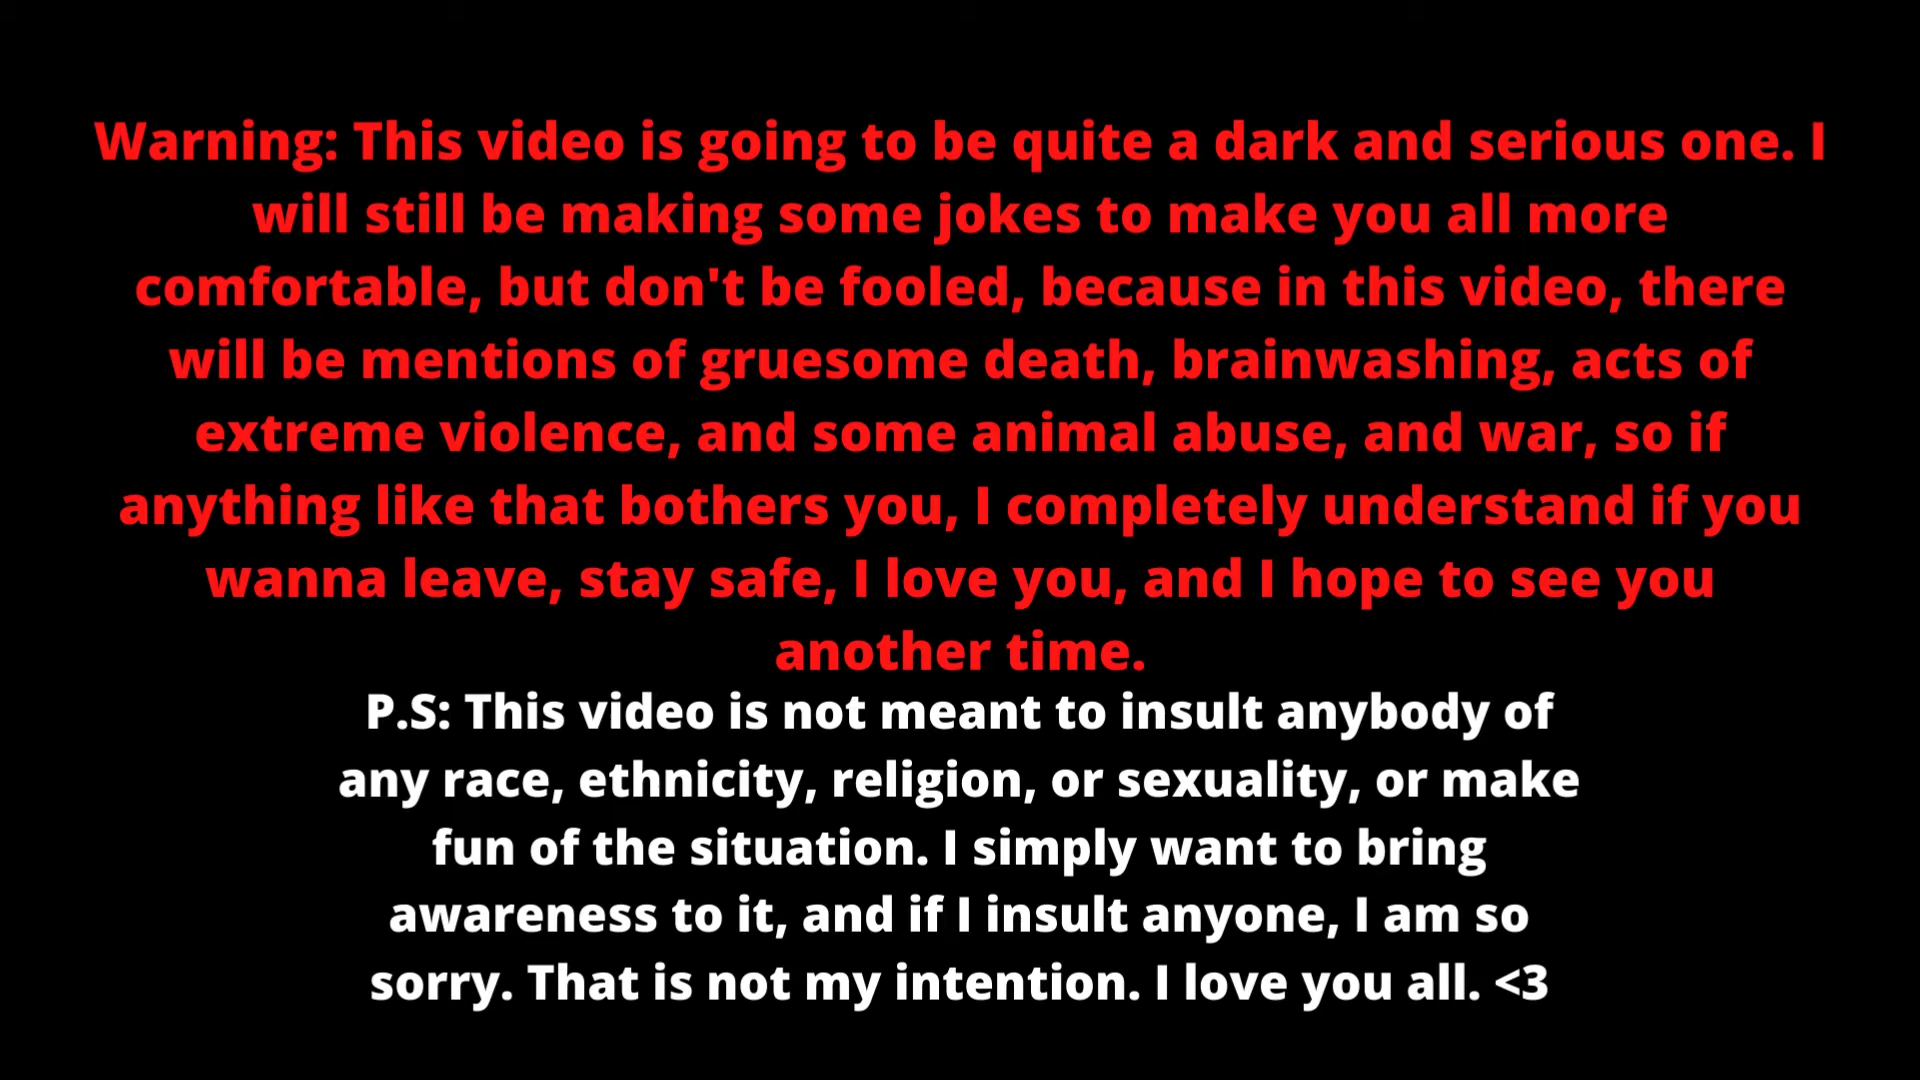 Warning: This video is going to be quite a dark and serious one. I
will still be making some jokes to make you all more
comfortable, but don't be fooled, because in this video, there
will be mentions of gruesome death, brainwashing, acts of
extreme violence, and some animal abuse, and war, so if
anything like that bothers you, I completely understand if you
wanna leave, stay safe, I love you, and I hope to see you
another time.
P.S: This video is not meant to insult anybody of
any race, ethnicity, religion, or sexuality, or make
fun of the situation. I simply want to bring
awareness to it, and if I insult anyone, I am so
sorry. That is not my intention. I love you all. <3